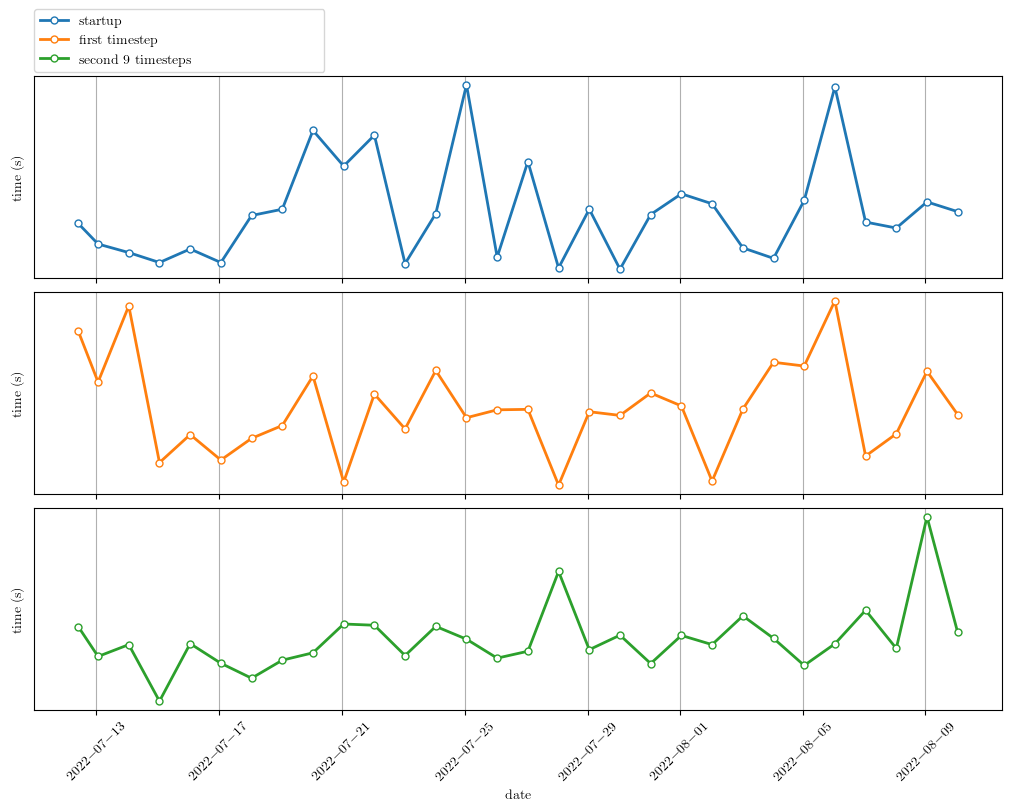 startup
first timestep
second 9 timesteps
time (s)
time (s)
time (s)
2022−07−13
2022−07−17
2022−07−21
2022−07−25
2022−07−29
2022−08−01
2022−08−05
2022−08−09
date